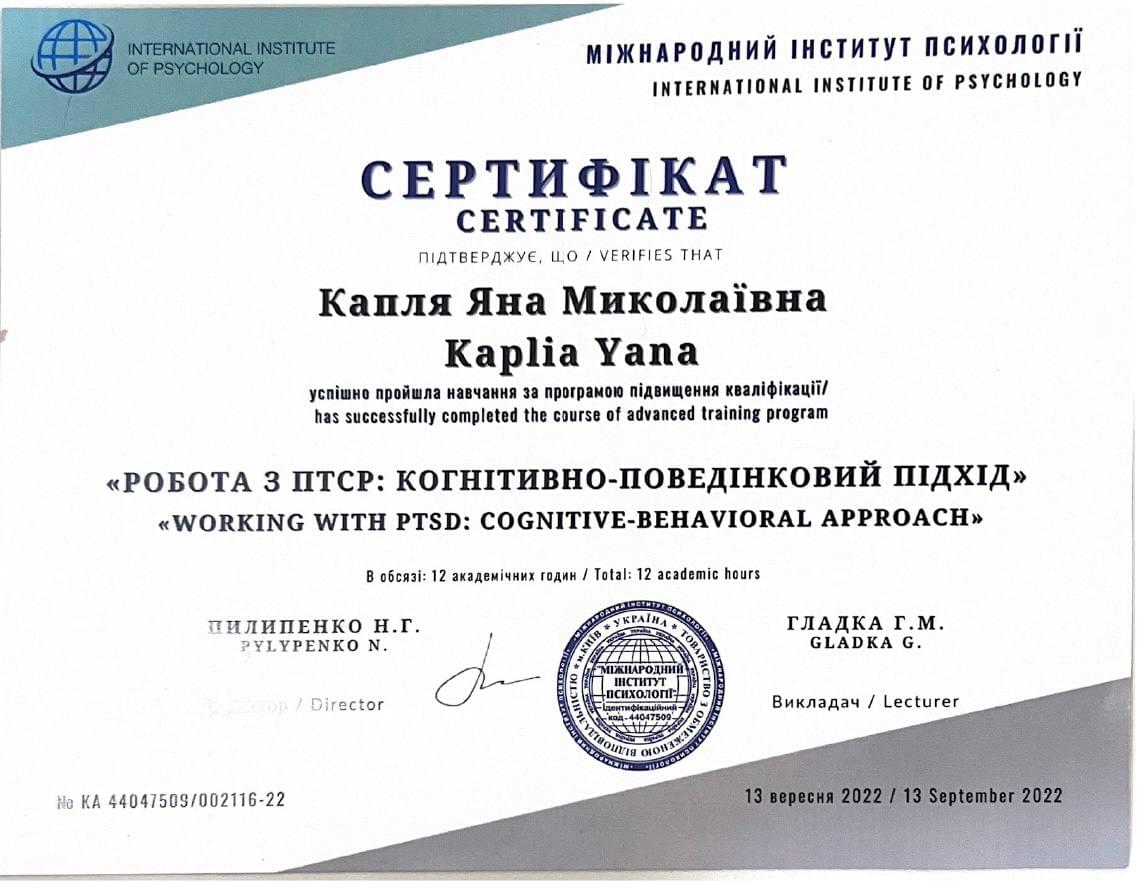 INTERNATIONAL INSTITUTE
OF PSYCHOLOGY
МІЖНАРОДНИЙ ІНСТИТУТ ПСИХОЛОГІЇ
INTERNATIONAL INSTITUTE OF PSYCHOLOGY
СЕРТИФІКАТ
CERTIFICATE
ПІДТВЕРДЖУЄ, ЩО / VERIFIES THAT
Капля Яна Миколаївна
Kaplia Yana
успішно пройшла навчання за програмою підвищення кваліфікації/
has successfully completed the course of advanced training program
«РОБОТА З ПТСР: КОГНІТИВНО-ПОВЕДІНКОВИЙ ПІДХІД»
«WORKING WITH PTSD: COGNITIVE-BEHAVIORAL APPROACH»
В обсязі: 12 академічних годин / Total: 12 academic hours
ПИЛИПЕНКО Н.Г.
PYLYPENKO N.
/ Director
МІЖНАРОДНИЙ ІНСТИТУТ ПСИХОЛОГІЇ
м.КИЇВ * УКРАЇНА * ТОВАРИСТВО З ОБМЕЖЕНОЮ ВІДПОВІДАЛЬНІСТЮ
"МІЖНАРОДНИЙ
ІНСТИТУТ
ПСИХОЛОГІЇ"
Ідентифікаційний
код - 44047509
ГЛАДКА Г.М.
GLADKA G.
Викладач / Lecturer
№ КА 44047509/002116-22
13 вересня 2022 / 13 September 2022